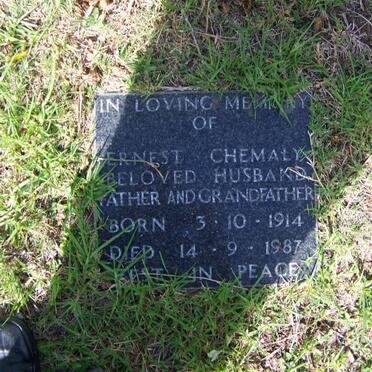 IN LOVING MEMORY
OF
ERNEST CHEMALY
BELOVED HUSBAND
FATHER AND GRANDFATHER
BORN 3·10·1914
DIED 14·9·1987
REST IN PEACE